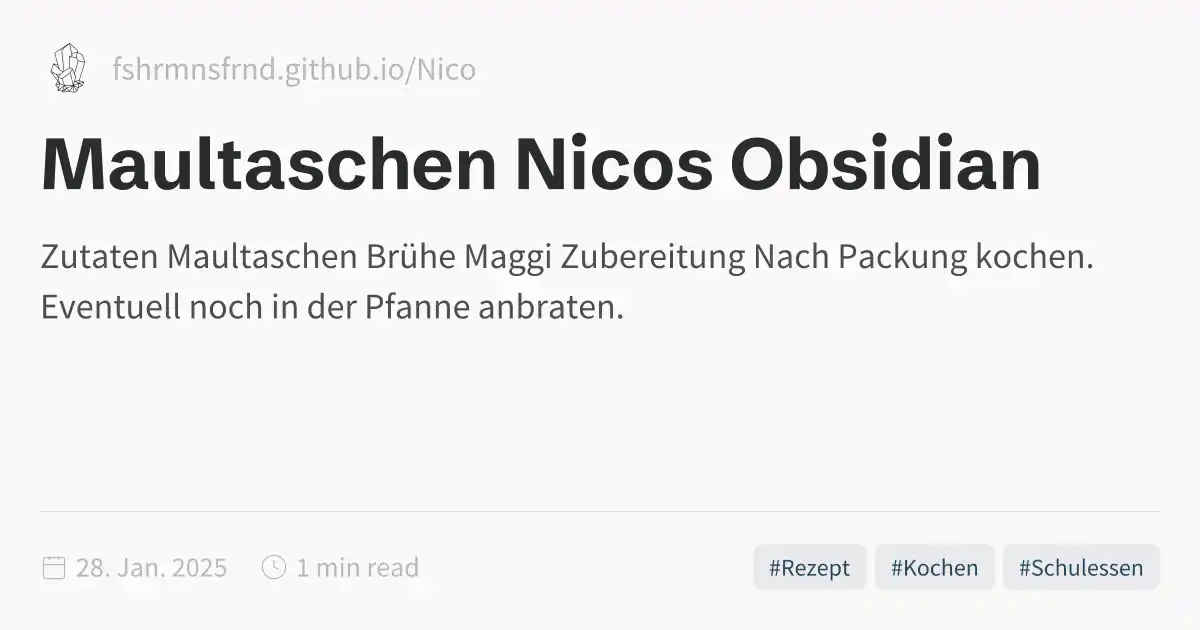 fshrmnsfrnd.github.io/Nico
Maultaschen Nicos Obsidian
Zutaten Maultaschen Brühe Maggi Zubereitung Nach Packung kochen.
Eventuell noch in der Pfanne anbraten.
28. Jan. 2025 1 min read #Rezept #Kochen #Schulessen